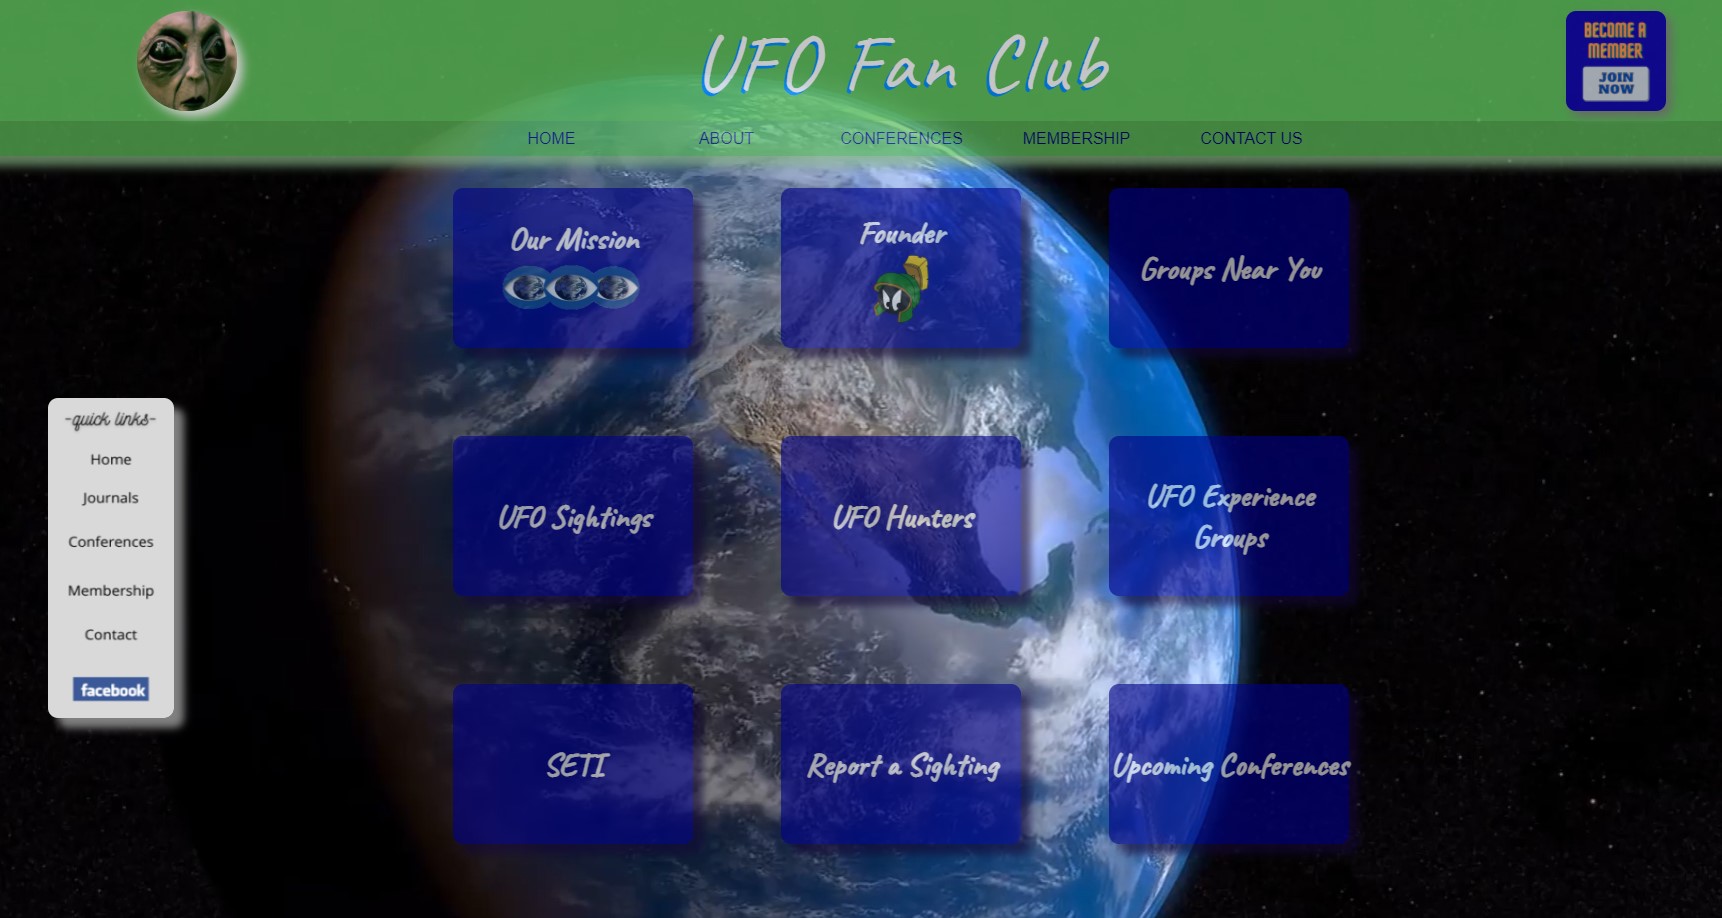 UFO Fan Club
BECOME A
MEMBER
JOIN
NOW
HOME ABOUT CONFERENCES MEMBERSHIP CONTACT US
Our Mission
Founder
Groups Near You
-quick links-
Home
Journals
Conferences
Membership
Contact
facebook
UFO Sightings
UFO Hunters
UFO Experience
Groups
SETI
Report a Sighting
Upcoming Conferences